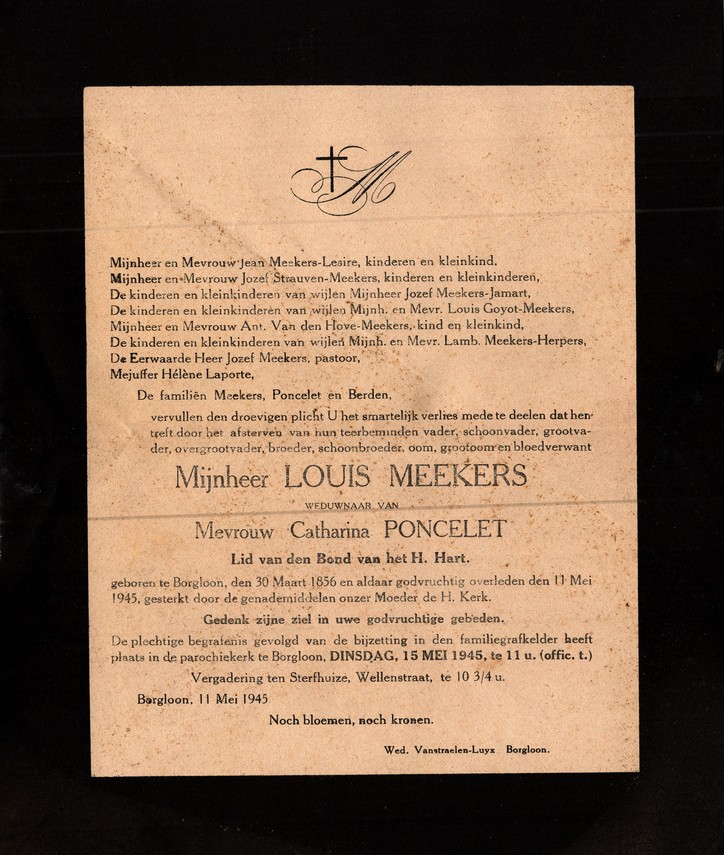 M
Mijnheer en Mevrouw Jean Meekers-Lesire, kinderen en kleinkind,
Mijnheer en Mevrouw Jozef Strauven-Meekers, kinderen en kleinkinderen,
De kinderen en kleinkinderen van wijlen Mijnheer Jozef Meekers-Jamart,
De kinderen en kleinkinderen van wijlen Mijnh. en Mevr. Louis Goyot-Meekers,
Mijnheer en Mevrouw Ant. Van den Hove-Meekers, kind en kleinkind,
De kinderen en kleinkinderen van wijlen Mijnh. en Mevr. Lamb. Meekers-Herpers,
De Eerwaarde Heer Jozef Meekers, pastoor,
Mejuffer Hélène Laporte,
De familiën Meekers, Poncelet en Berden,
vervullen den droevigen plicht U het smartelijk verlies mede te deelen dat hen
treft door het afsterven van hun teerbeminden vader, schoonvader, grootva-
der, overgrootvader, broeder, schoonbroeder, oom, grootoom en bloedverwant
Mijnheer LOUIS MEEKERS
WEDUWNAAR VAN
Mevrouw Catharina PONCELET
Lid van den Bond van het H. Hart.
geboren te Borgloon, den 30 Maart 1856 en aldaar godvruchtig overleden den 11 Mei
1945, gesterkt door de genademiddelen onzer Moeder de H. Kerk.
Gedenk zijne ziel in uwe godvruchtige gebeden.
De plechtige begrafenis gevolgd van de bijzetting in den familiegrafkelder heeft
plaats in de parochiekerk te Borgloon, DINSDAG, 15 MEI 1945, te 11 u. (offic. t.)
Vergadering ten Sterfhuize, Wellenstraat, te 10 3/4 u.
Borgloon, 11 Mei 1945
Noch bloemen, noch kronen.
Wed. Vanstraelen-Luyx Borgloon.